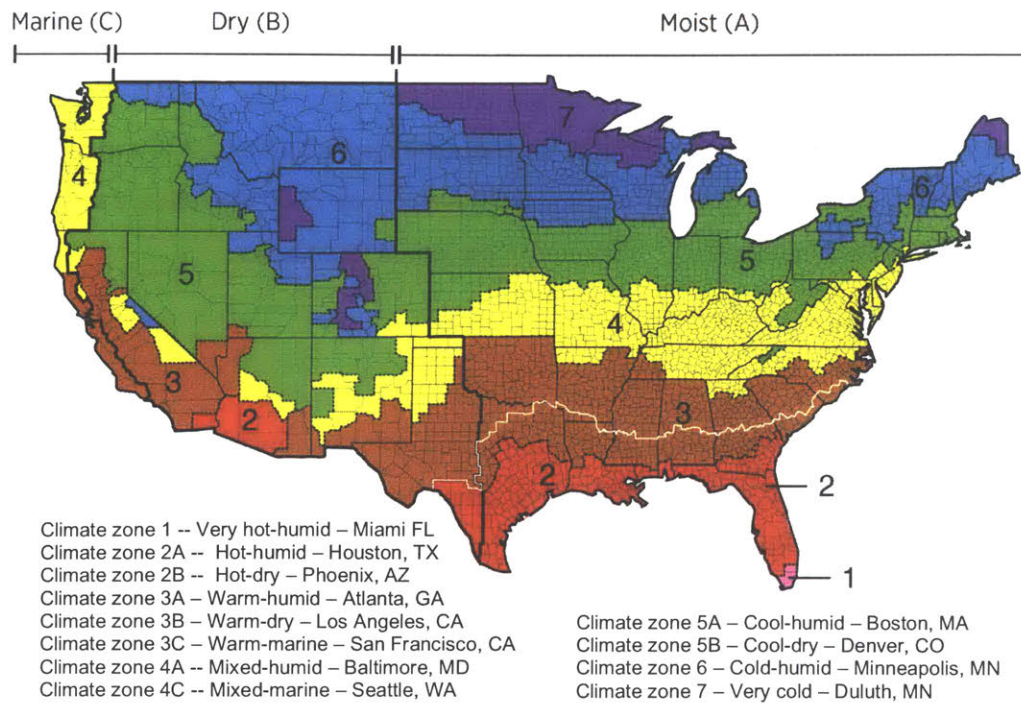 Marine (C) Dry (B) Moist (A)
7
6
4
6
5
5
4
3
3
2
2
2
1
Climate zone 1 -- Very hot-humid – Miami FL
Climate zone 2A -- Hot-humid – Houston, TX
Climate zone 2B -- Hot-dry – Phoenix, AZ
Climate zone 3A – Warm-humid – Atlanta, GA
Climate zone 3B – Warm-dry – Los Angeles, CA
Climate zone 3C – Warm-marine – San Francisco, CA
Climate zone 4A – Mixed-humid – Baltimore, MD
Climate zone 4C – Mixed-marine – Seattle, WA
Climate zone 5A – Cool-humid – Boston, MA
Climate zone 5B – Cool-dry – Denver, CO
Climate zone 6 – Cold-humid – Minneapolis, MN
Climate zone 7 – Very cold – Duluth, MN